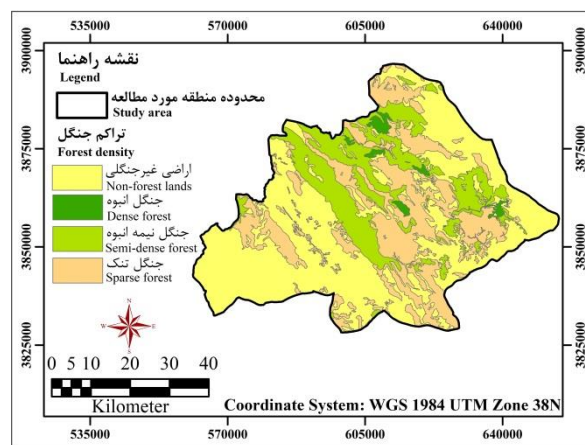 535000 570000 605000 640000
3900000 3875000 3850000 3825000
نقشه راهنما
Legend
محدوده منطقه مورد مطالعه
Study area
تراکم جنگل
Forest density
اراضی غیرجنگلی
Non-forest lands
جنگل انبوه
Dense forest
جنگل نیمه انبوه
Semi-dense forest
جنگل تنک
Sparse forest
N
W E
S
0 5 10 20 30 40
Kilometer
Coordinate System: WGS 1984 UTM Zone 38N
3900000 3875000 3850000 3825000
535000 570000 605000 640000